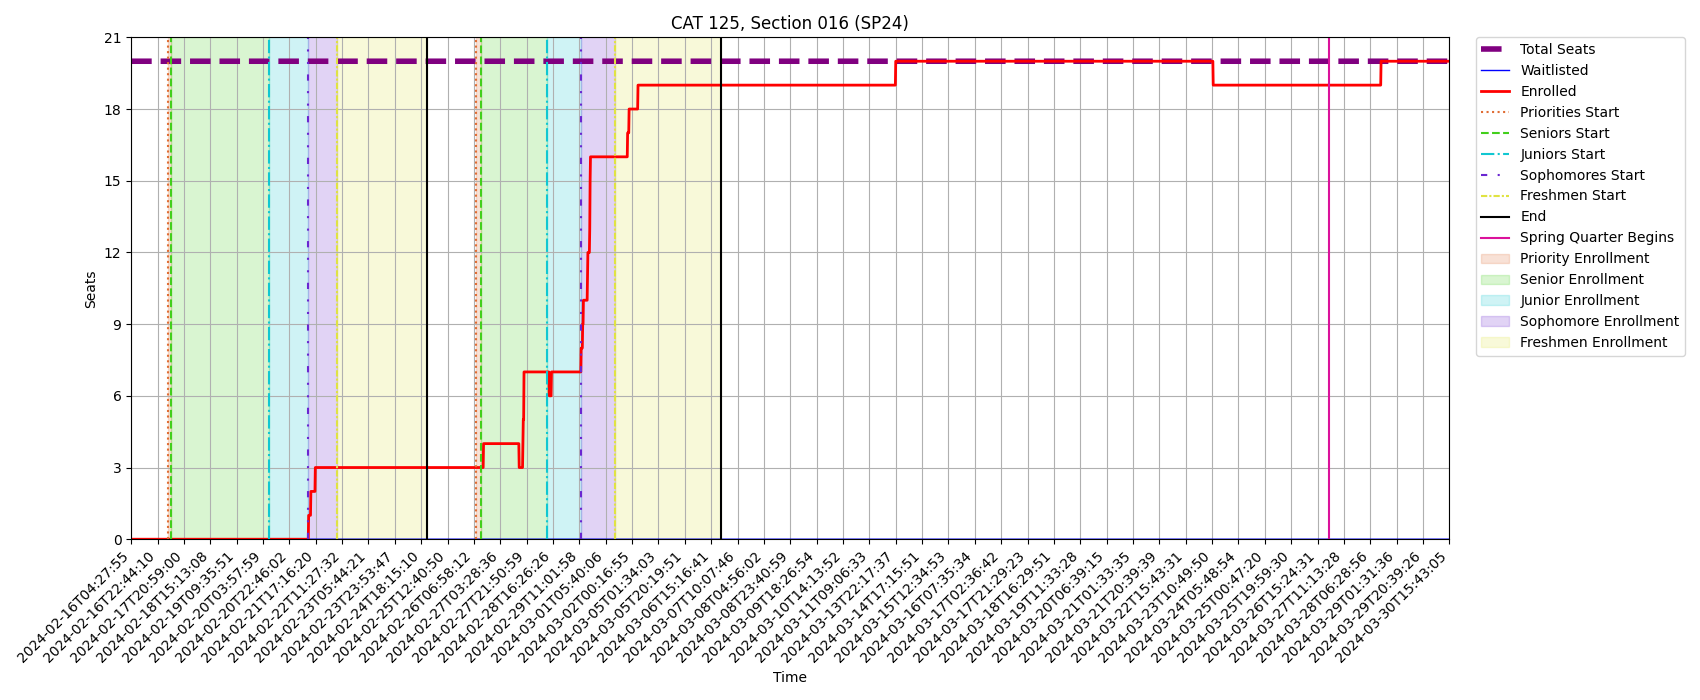 CAT 125, Section 016 (SP24)
21
18
15
12
9
6
3
0
Seats
2024-02-16T04:27:55
2024-02-16T22:44:10
2024-02-17T20:59:00
2024-02-18T15:13:08
2024-02-19T09:35:51
2024-02-20T03:57:59
2024-02-20T22:46:02
2024-02-21T17:16:20
2024-02-22T11:27:32
2024-02-23T05:44:21
2024-02-23T23:53:47
2024-02-24T18:15:10
2024-02-25T12:40:50
2024-02-26T06:58:12
2024-02-27T03:28:36
2024-02-27T21:50:59
2024-02-28T16:26:26
2024-02-29T11:01:58
2024-03-01T05:40:06
2024-03-02T00:16:55
2024-03-05T01:34:03
2024-03-05T20:19:51
2024-03-06T15:16:41
2024-03-07T10:07:46
2024-03-08T04:56:02
2024-03-08T23:40:59
2024-03-09T18:26:54
2024-03-10T14:13:52
2024-03-11T09:06:33
2024-03-13T22:17:37
2024-03-14T17:15:51
2024-03-15T12:34:53
2024-03-16T07:35:34
2024-03-17T02:36:42
2024-03-17T21:29:23
2024-03-18T16:29:51
2024-03-19T11:33:28
2024-03-20T06:39:15
2024-03-21T01:33:35
2024-03-21T20:39:39
2024-03-22T15:43:31
2024-03-23T10:49:50
2024-03-24T05:48:54
2024-03-25T00:47:20
2024-03-25T19:59:30
2024-03-26T15:24:31
2024-03-27T11:13:28
2024-03-28T06:28:56
2024-03-29T01:31:36
2024-03-29T20:39:26
2024-03-30T15:43:05
Time
Total Seats
Waitlisted
Enrolled
Priorities Start
Seniors Start
Juniors Start
Sophomores Start
Freshmen Start
End
Spring Quarter Begins
Priority Enrollment
Senior Enrollment
Junior Enrollment
Sophomore Enrollment
Freshmen Enrollment